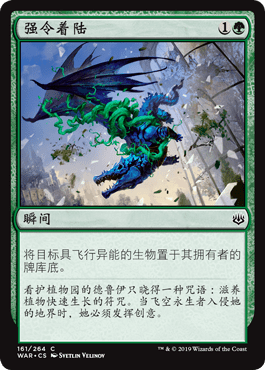 强令着陆 1
瞬间
将目标具飞行异能的生物置于其拥有者的
牌库底。
看护植物园的德鲁伊只晓得一种咒语：滋养
植物快速生长的符咒。当飞空永生者入侵她
的地界时，她必须发挥创意。
161/264 C
WAR • CS SVETLIN VELINOV
™ & © 2019 Wizards of the Coast